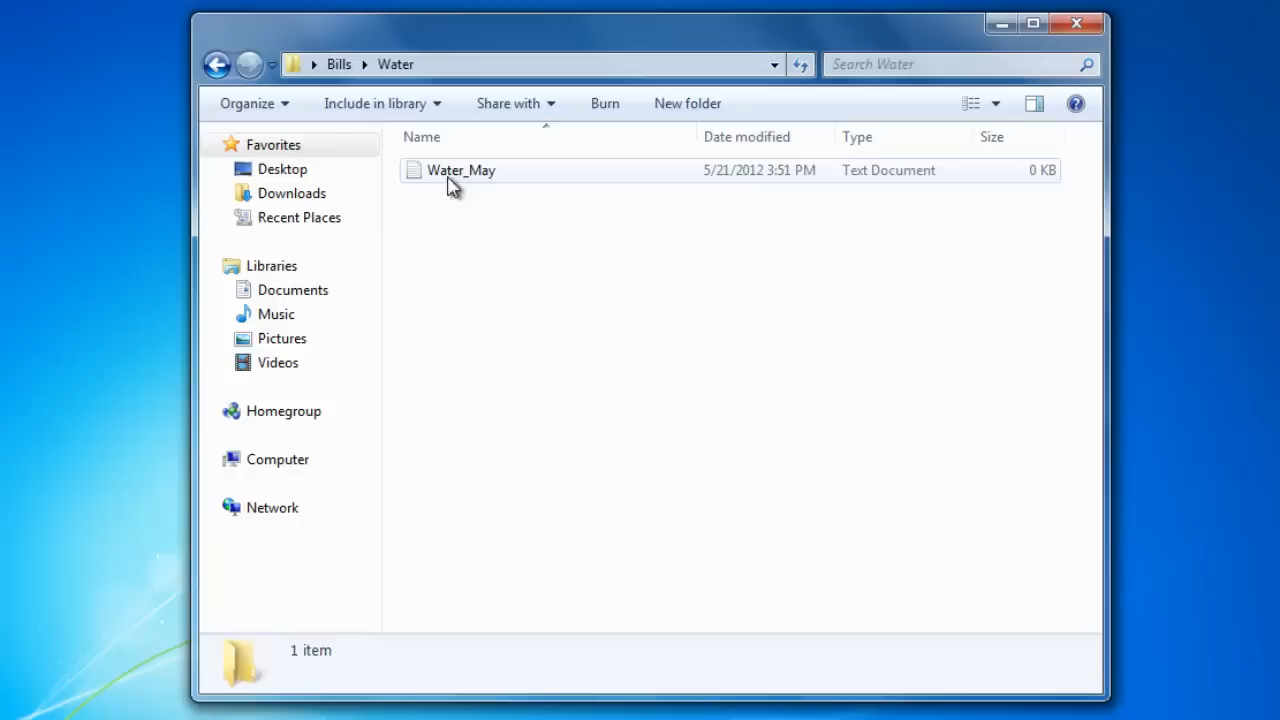 Bills Water
Search Water
Organize Include in library Share with Burn New folder
Name Date modified Type Size
Water_May 5/21/2012 3:51 PM Text Document 0 KB
Favorites
Desktop
Downloads
Recent Places
Libraries
Documents
Music
Pictures
Videos
Homegroup
Computer
Network
1 item